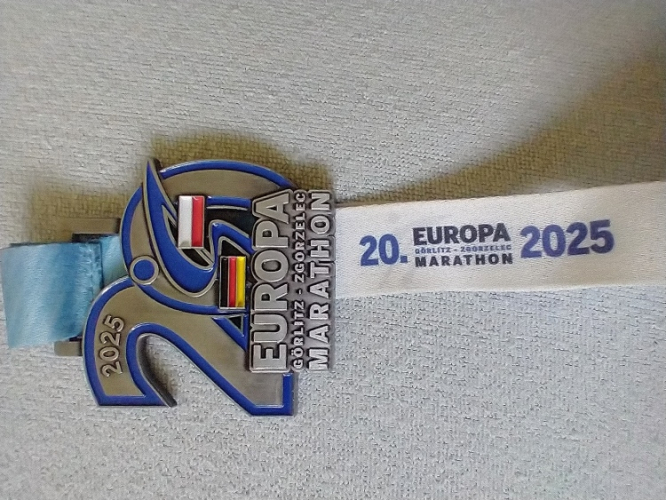 2025
EUROPA
GÖRLITZ - ZGORZELEC
MARATHON
20.
EUROPA
GÖRLITZ - ZGORZELEC
MARATHON
2025